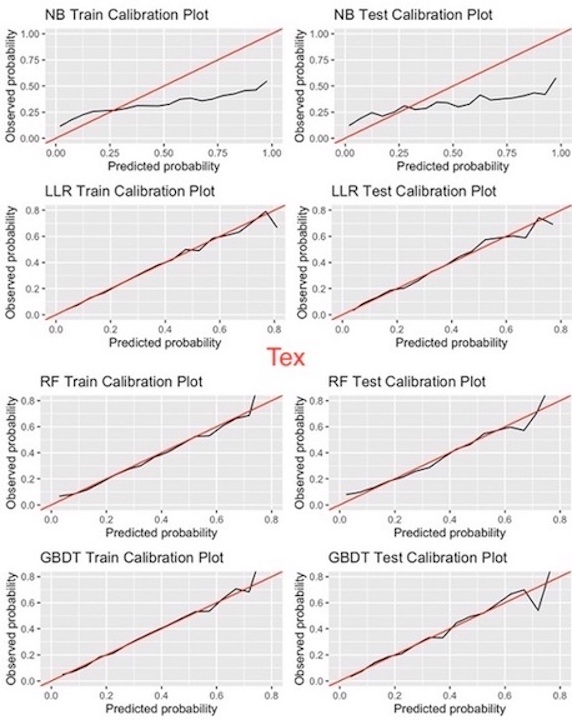 NB Train Calibration Plot
Observed probability
1.00
0.75
0.50
0.25
0.00
0.00 0.25 0.50 0.75 1.00
Predicted probability
NB Test Calibration Plot
Observed probability
1.00
0.75
0.50
0.25
0.00
0.00 0.25 0.50 0.75 1.00
Predicted probability
LLR Train Calibration Plot
Observed probability
0.8
0.6
0.4
0.2
0.0
0.0 0.2 0.4 0.6 0.8
Predicted probability
LLR Test Calibration Plot
Observed probability
0.8
0.6
0.4
0.2
0.0
0.0 0.2 0.4 0.6 0.8
Predicted probability
Tex
RF Train Calibration Plot
Observed probability
0.8
0.6
0.4
0.2
0.0
0.0 0.2 0.4 0.6 0.8
Predicted probability
RF Test Calibration Plot
Observed probability
0.8
0.6
0.4
0.2
0.0
0.0 0.2 0.4 0.6 0.8
Predicted probability
GBDT Train Calibration Plot
Observed probability
0.8
0.6
0.4
0.2
0.0
0.0 0.2 0.4 0.6 0.8
Predicted probability
GBDT Test Calibration Plot
Observed probability
0.8
0.6
0.4
0.2
0.0
0.0 0.2 0.4 0.6 0.8
Predicted probability